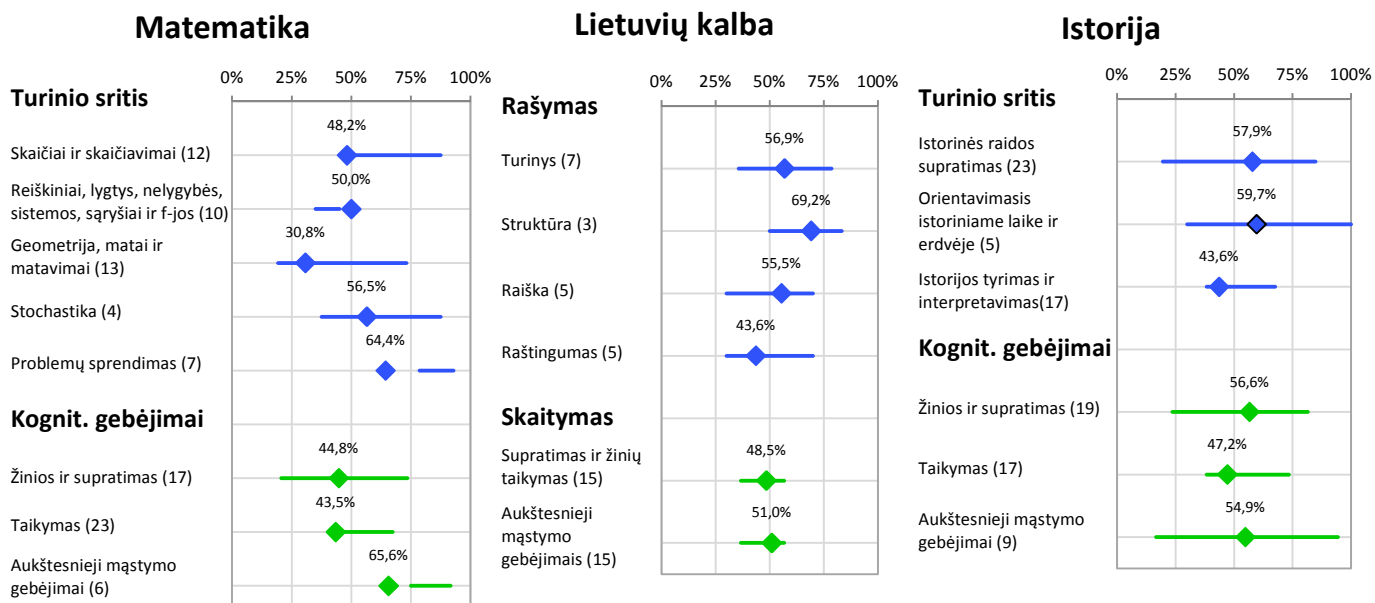 Matematika
0% 25% 50% 75% 100%
Turinio sritis
48,2%
Skaičiai ir skaičiavimai (12)
50,0%
Reiškiniai, lygtys, nelygybės,
sistemos, sąryšiai ir f-jos (10)
30,8%
Geometrija, matai ir
matavimai (13)
56,5%
Stochastika (4)
64,4%
Problemų sprendimas (7)
Kognit. gebėjimai
44,8%
Žinios ir supratimas (17)
43,5%
Taikymas (23)
65,6%
Aukštesnieji mąstymo
gebėjimai (6)
Lietuvių kalba
0% 25% 50% 75% 100%
Rašymas
56,9%
Turinys (7)
69,2%
Struktūra (3)
55,5%
Raiška (5)
43,6%
Raštingumas (5)
Skaitymas
48,5%
Supratimas ir žinių
taikymas (15)
51,0%
Aukštesnieji
mąstymo
gebėjimais (15)
Istorija
0% 25% 50% 75% 100%
Turinio sritis
57,9%
Istorinės raidos
supratimas (23)
59,7%
Orientavimasis
istoriniame laike ir
erdvėje (5)
43,6%
Istorijos tyrimas ir
interpretavimas(17)
Kognit. gebėjimai
56,6%
Žinios ir supratimas (19)
47,2%
Taikymas (17)
54,9%
Aukštesnieji mąstymo
gebėjimai (9)